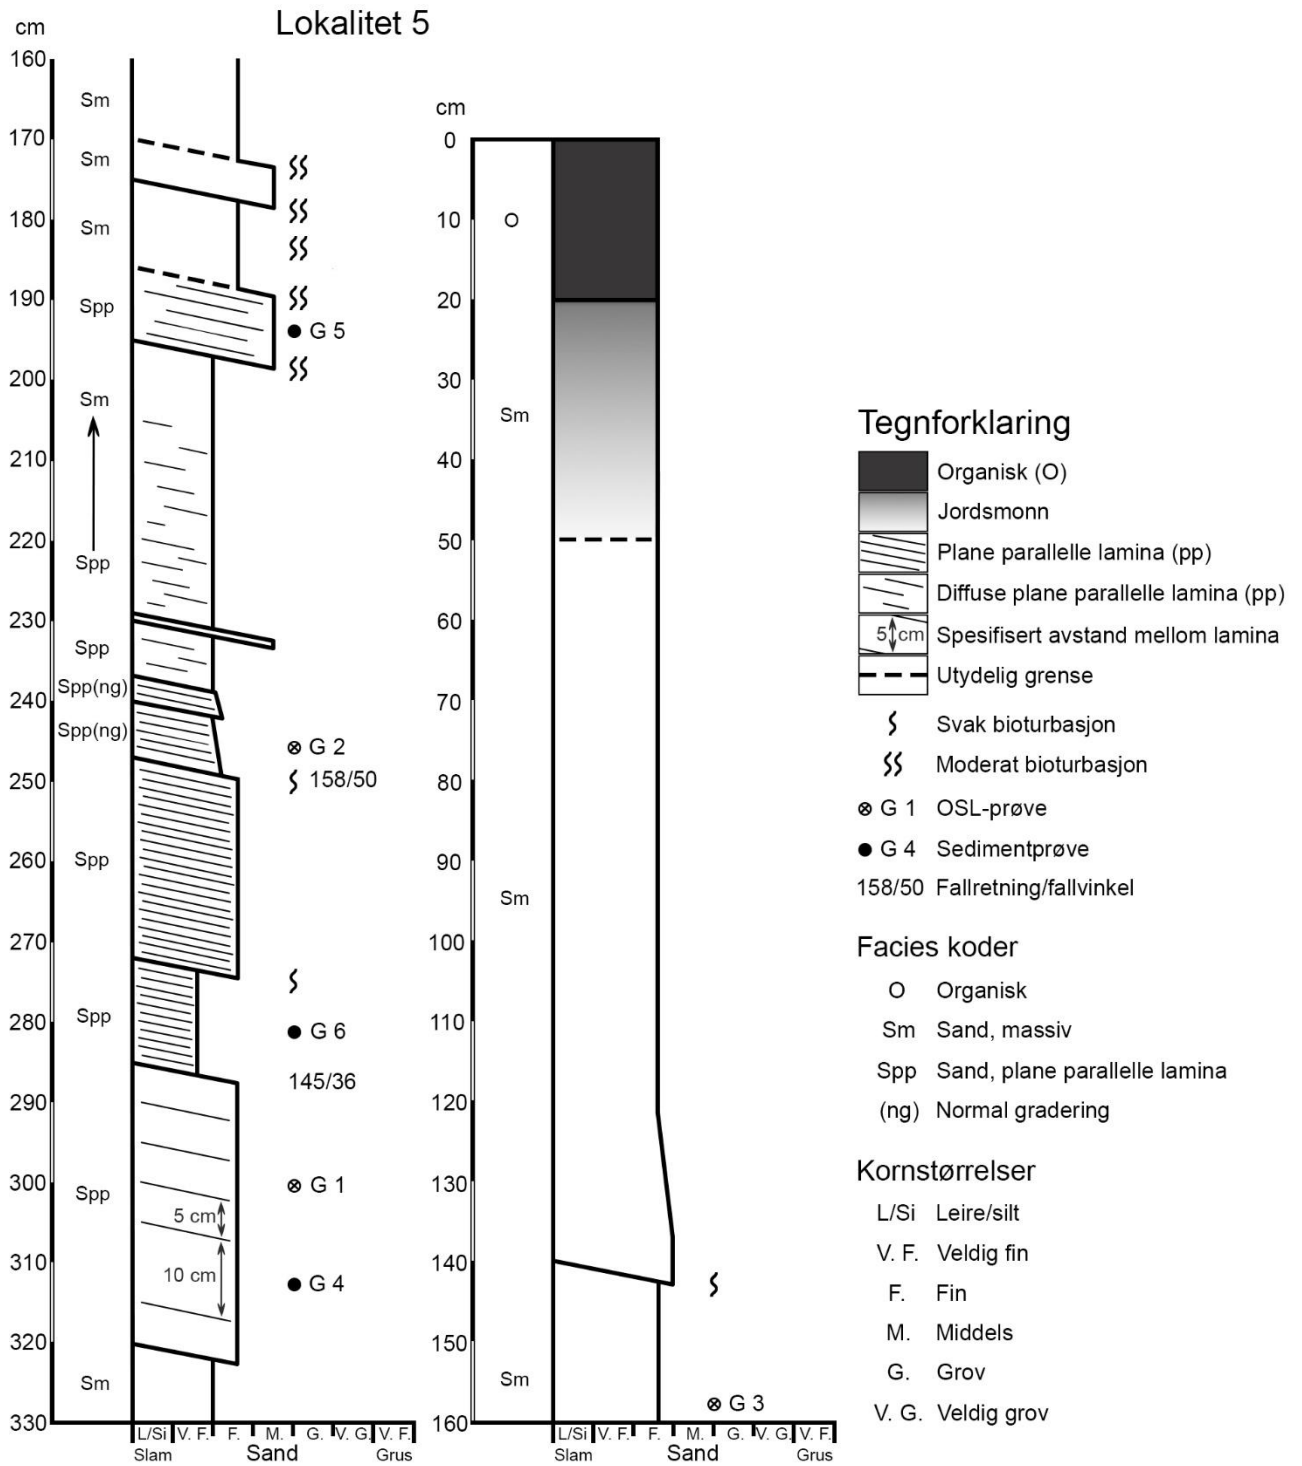 Lokalitet 5
cm
160
Sm
170
Sm
180
Sm
190
Spp
G 5
200
Sm
210
220
Spp
230
Spp
Spp(ng)
240
Spp(ng)
G 2
250
158/50
260
Spp
270
280
Spp
G 6
145/36
290
300
Spp
G 1
5 cm
310
10 cm
G 4
320
Sm
330
L/Si V. F. F. M. G. V. G. V. F.
Slam Sand Grus
cm
0
10
O
20
30
Sm
40
50
60
70
80
90
Sm
100
110
120
130
140
150
Sm
G 3
160
L/Si V. F. F. M. G. V. G. V. F.
Slam Sand Grus
Tegnforklaring
Organisk (O)
Jordsmonn
Plane parallelle lamina (pp)
Diffuse plane parallelle lamina (pp)
5 cm Spesifisert avstand mellom lamina
Utydelig grense
Svak bioturbasjon
Moderat bioturbasjon
G 1 OSL-prøve
G 4 Sedimentprøve
158/50 Fallretning/fallvinkel
Facies koder
O Organisk
Sm Sand, massiv
Spp Sand, plane parallelle lamina
(ng) Normal gradering
Kornstørrelser
L/Si Leire/silt
V. F. Veldig fin
F. Fin
M. Middels
G. Grov
V. G. Veldig grov